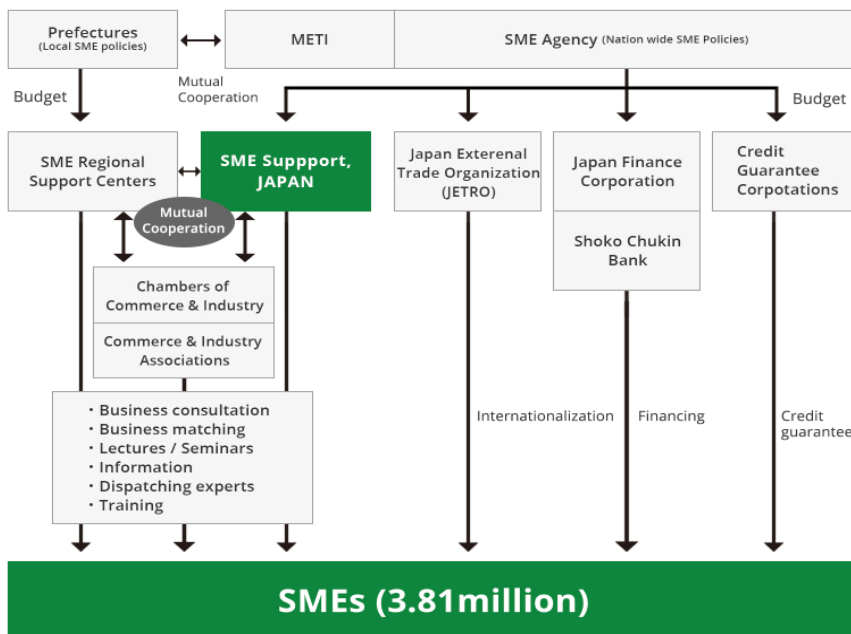 Prefectures
(Local SME policies)
METI
SME Agency (Nation wide SME Policies)
Budget
Mutual
Cooperation
Budget
SME Regional
Support Centers
SME Suppport,
JAPAN
Japan Exterenal
Trade Organization
(JETRO)
Japan Finance
Corporation
Credit
Guarantee
Corpotations
Mutual
Cooperation
Shoko Chukin
Bank
Chambers of
Commerce & Industry
Commerce & Industry
Associations
・Business consultation
・Business matching
・Lectures / Seminars
・Information
・Dispatching experts
・Training
Internationalization
Financing
Credit
guarantee
SMEs (3.81million)